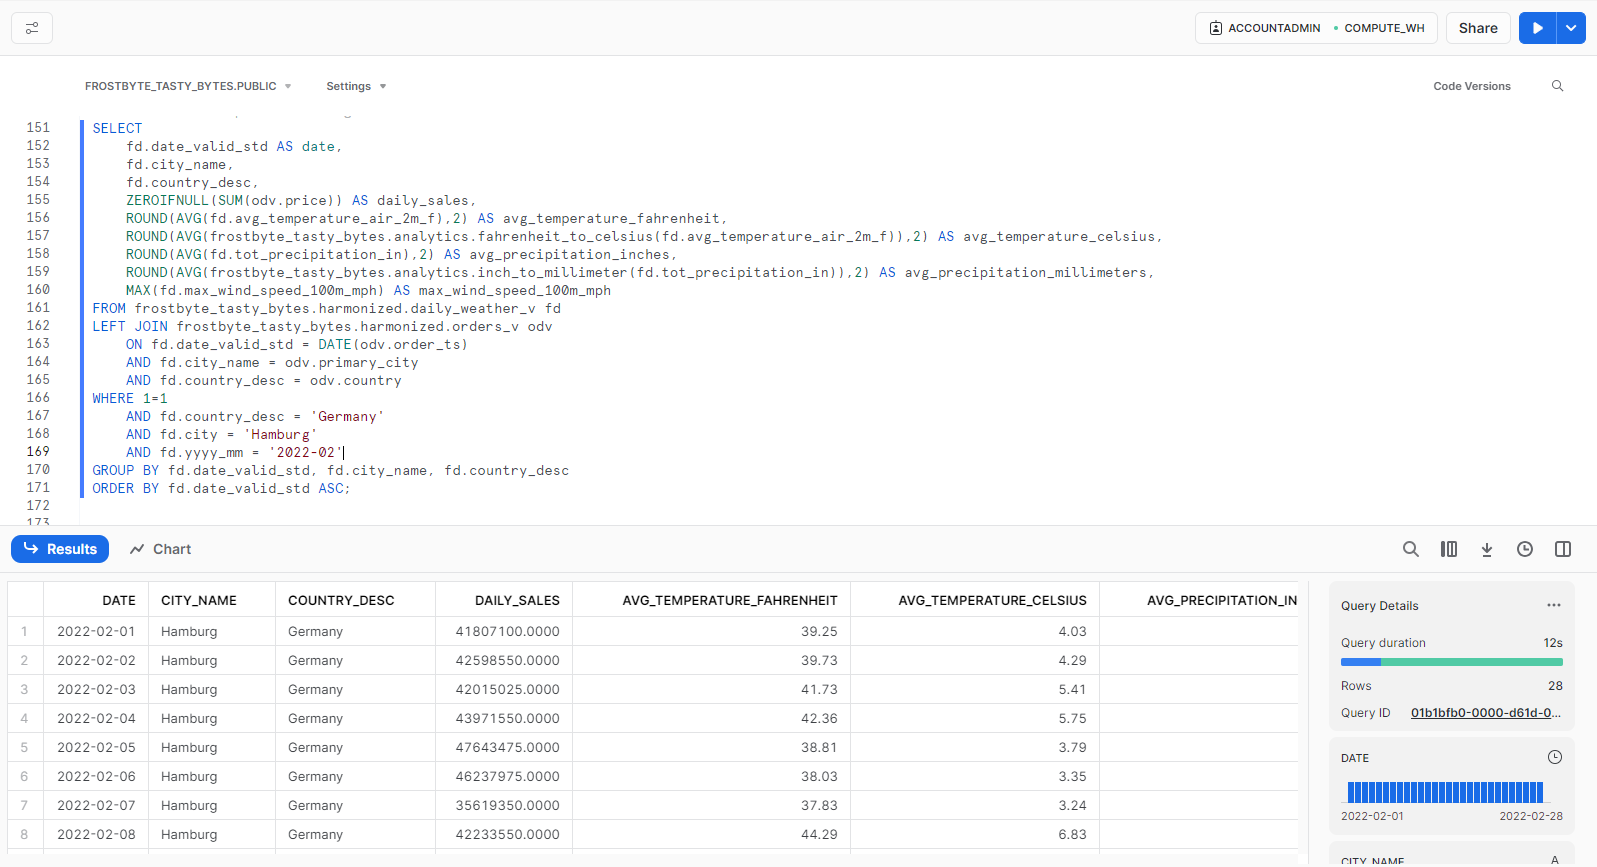 ACCOUNTADMIN COMPUTE_WH Share
FROSTBYTE_TASTY_BYTES.PUBLIC Settings Code Versions
151 SELECT
152 fd.date_valid_std AS date,
153 fd.city_name,
154 fd.country_desc,
155 ZEROIFNULL(SUM(odv.price)) AS daily_sales,
156 ROUND(AVG(fd.avg_temperature_air_2m_f),2) AS avg_temperature_fahrenheit,
157 ROUND(AVG(frostbyte_tasty_bytes.analytics.fahrenheit_to_celsius(fd.avg_temperature_air_2m_f)),2) AS avg_temperature_celsius,
158 ROUND(AVG(fd.tot_precipitation_in),2) AS avg_precipitation_inches,
159 ROUND(AVG(frostbyte_tasty_bytes.analytics.inch_to_millimeter(fd.tot_precipitation_in)),2) AS avg_precipitation_millimeters,
160 MAX(fd.max_wind_speed_100m_mph) AS max_wind_speed_100m_mph
161 FROM frostbyte_tasty_bytes.harmonized.daily_weather_v fd
162 LEFT JOIN frostbyte_tasty_bytes.harmonized.orders_v odv
163 ON fd.date_valid_std = DATE(odv.order_ts)
164 AND fd.city_name = odv.primary_city
165 AND fd.country_desc = odv.country
166 WHERE 1=1
167 AND fd.country_desc = 'Germany'
168 AND fd.city = 'Hamburg'
169 AND fd.yyyy_mm = '2022-02'
170 GROUP BY fd.date_valid_std, fd.city_name, fd.country_desc
171 ORDER BY fd.date_valid_std ASC;
172
173
Results Chart
DATE CITY_NAME COUNTRY_DESC DAILY_SALES AVG_TEMPERATURE_FAHRENHEIT AVG_TEMPERATURE_CELSIUS AVG_PRECIPITATION_IN
1 2022-02-01 Hamburg Germany 41807100.0000 39.25 4.03
2 2022-02-02 Hamburg Germany 42598550.0000 39.73 4.29
3 2022-02-03 Hamburg Germany 42015025.0000 41.73 5.41
4 2022-02-04 Hamburg Germany 43971550.0000 42.36 5.75
5 2022-02-05 Hamburg Germany 47643475.0000 38.81 3.79
6 2022-02-06 Hamburg Germany 46237975.0000 38.03 3.35
7 2022-02-07 Hamburg Germany 35619350.0000 37.83 3.24
8 2022-02-08 Hamburg Germany 42233550.0000 44.29 6.83
Query Details ...
Query duration 12s
Rows 28
Query ID 01b1bfb0-0000-d61d-0...
DATE
2022-02-01 2022-02-28
CITY_NAME A